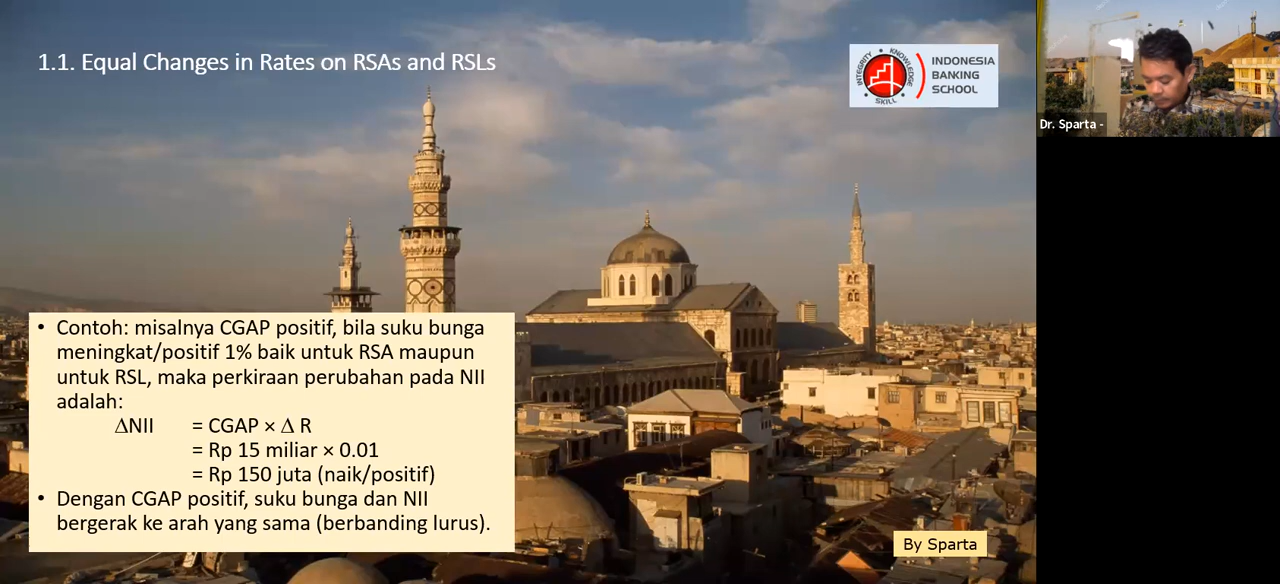 1.1. Equal Changes in Rates on RSAs and RSLs
INTEGRITY • KNOWLEDGE • SKILL •
INDONESIA
BANKING
SCHOOL
Dr. Sparta -
• Contoh: misalnya CGAP positif, bila suku bunga
meningkat/positif 1% baik untuk RSA maupun
untuk RSL, maka perkiraan perubahan pada NII
adalah:
∆NII = CGAP × ∆ R
= Rp 15 miliar × 0.01
= Rp 150 juta (naik/positif)
• Dengan CGAP positif, suku bunga dan NII
bergerak ke arah yang sama (berbanding lurus).
By Sparta